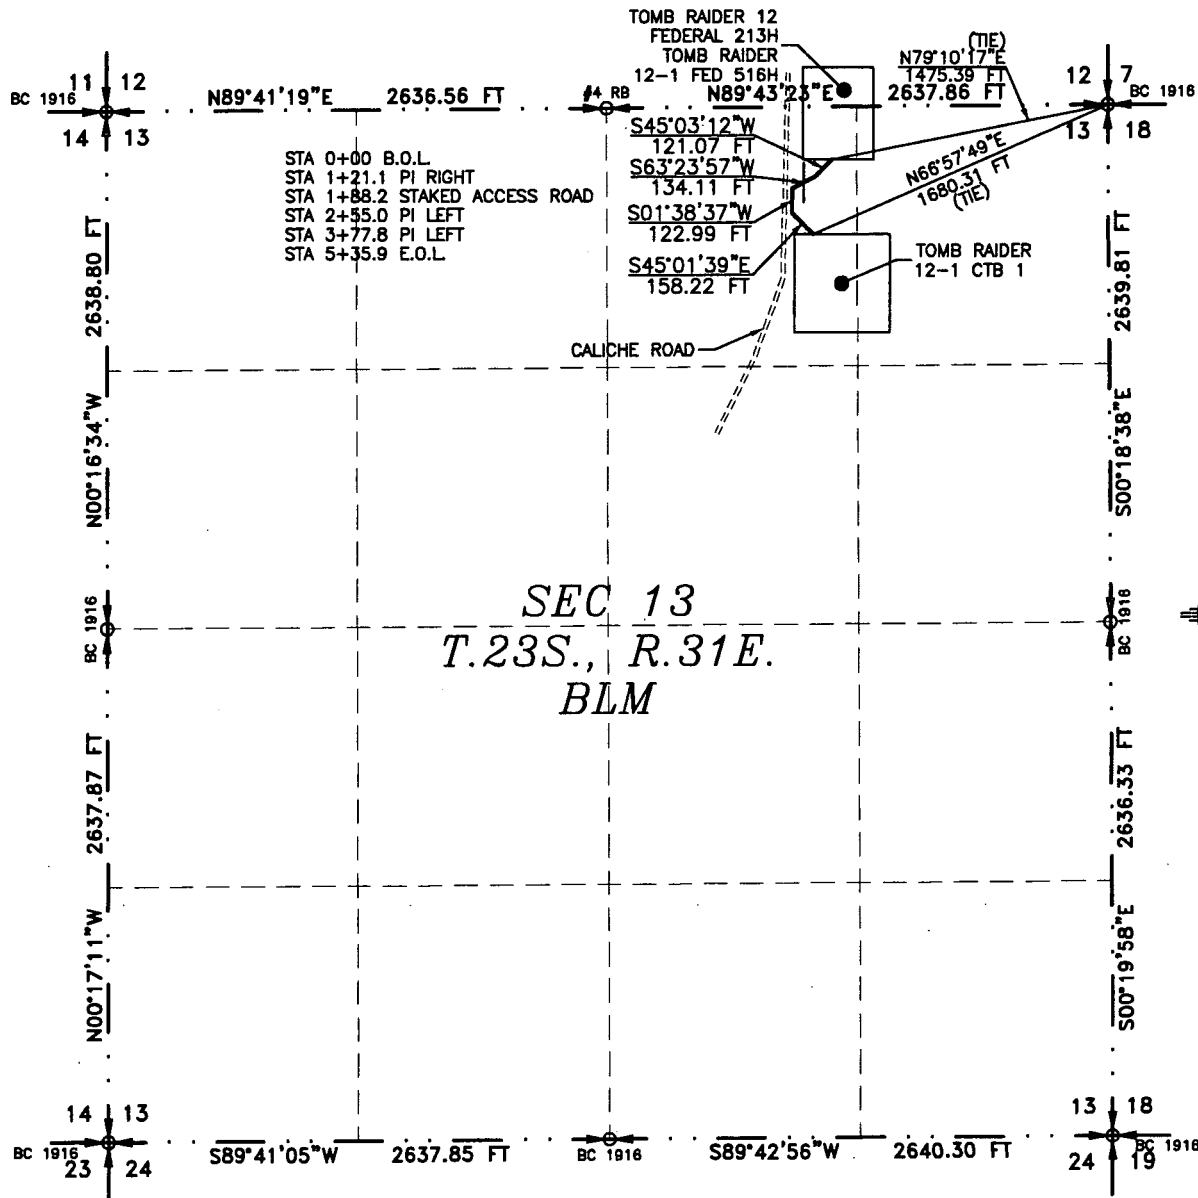 TOMB RAIDER 12
FEDERAL 213H
TOMB RAIDER
12-1 FED 516H
(TIE)
N79°10'17"E
1475.39 FT
11 12
BC 1916
14 13
N89°41'19"E 2636.56 FT
#4 RB
N89°43'23"E 2637.86 FT
12 7
BC 1916
13 18
STA 0+00 B.O.L.
STA 1+21.1 PI RIGHT
STA 1+88.2 STAKED ACCESS ROAD
STA 2+55.0 PI LEFT
STA 3+77.8 PI LEFT
STA 5+35.9 E.O.L.
S45°03'12"W
121.07 FT
S63°23'57"W
134.11 FT
S01°38'37"W
122.99 FT
S45°01'39"E
158.22 FT
N66°57'49"E
1680.31 FT
(TIE)
TOMB RAIDER
12-1 CTB 1
CALICHE ROAD
N00°16'34"W 2638.80 FT
S00°18'38"E 2639.81 FT
BC 1916
SEC 13
T.23S., R.31E.
BLM
BC 1916
N00°17'11"W 2637.87 FT
S00°19'58"E 2636.33 FT
14 13
BC 1916
23 24
S89°41'05"W 2637.85 FT
BC 1916
S89°42'56"W 2640.30 FT
13 18
BC 1916
24 19